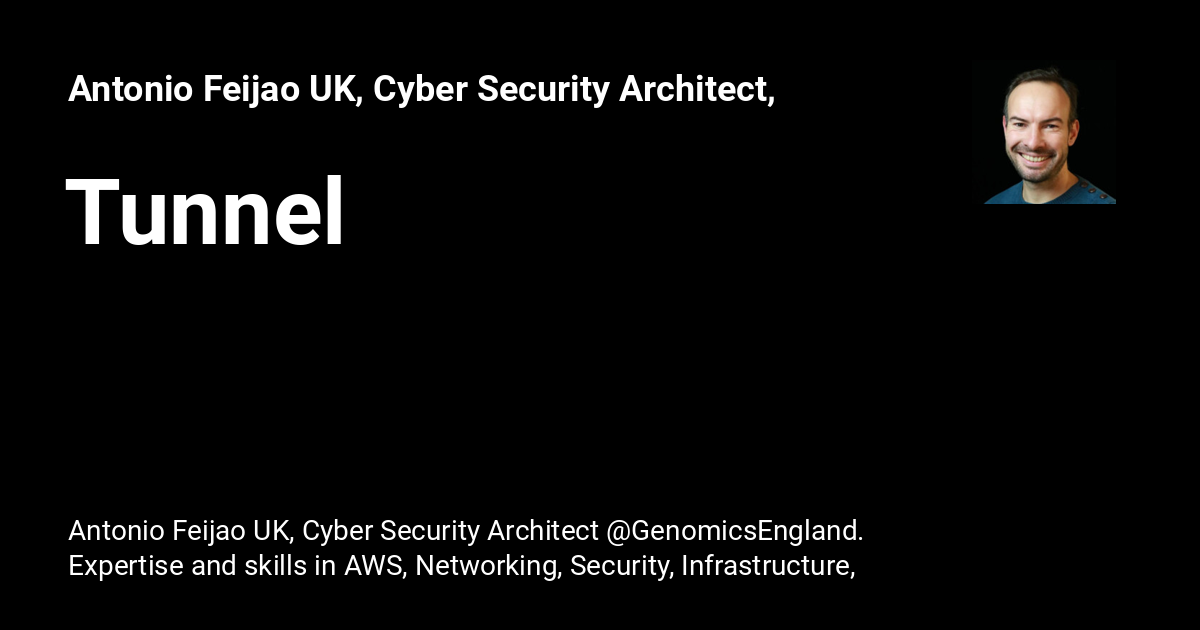 Antonio Feijao UK, Cyber Security Architect,
Tunnel
Antonio Feijao UK, Cyber Security Architect @GenomicsEngland.
Expertise and skills in AWS, Networking, Security, Infrastructure,